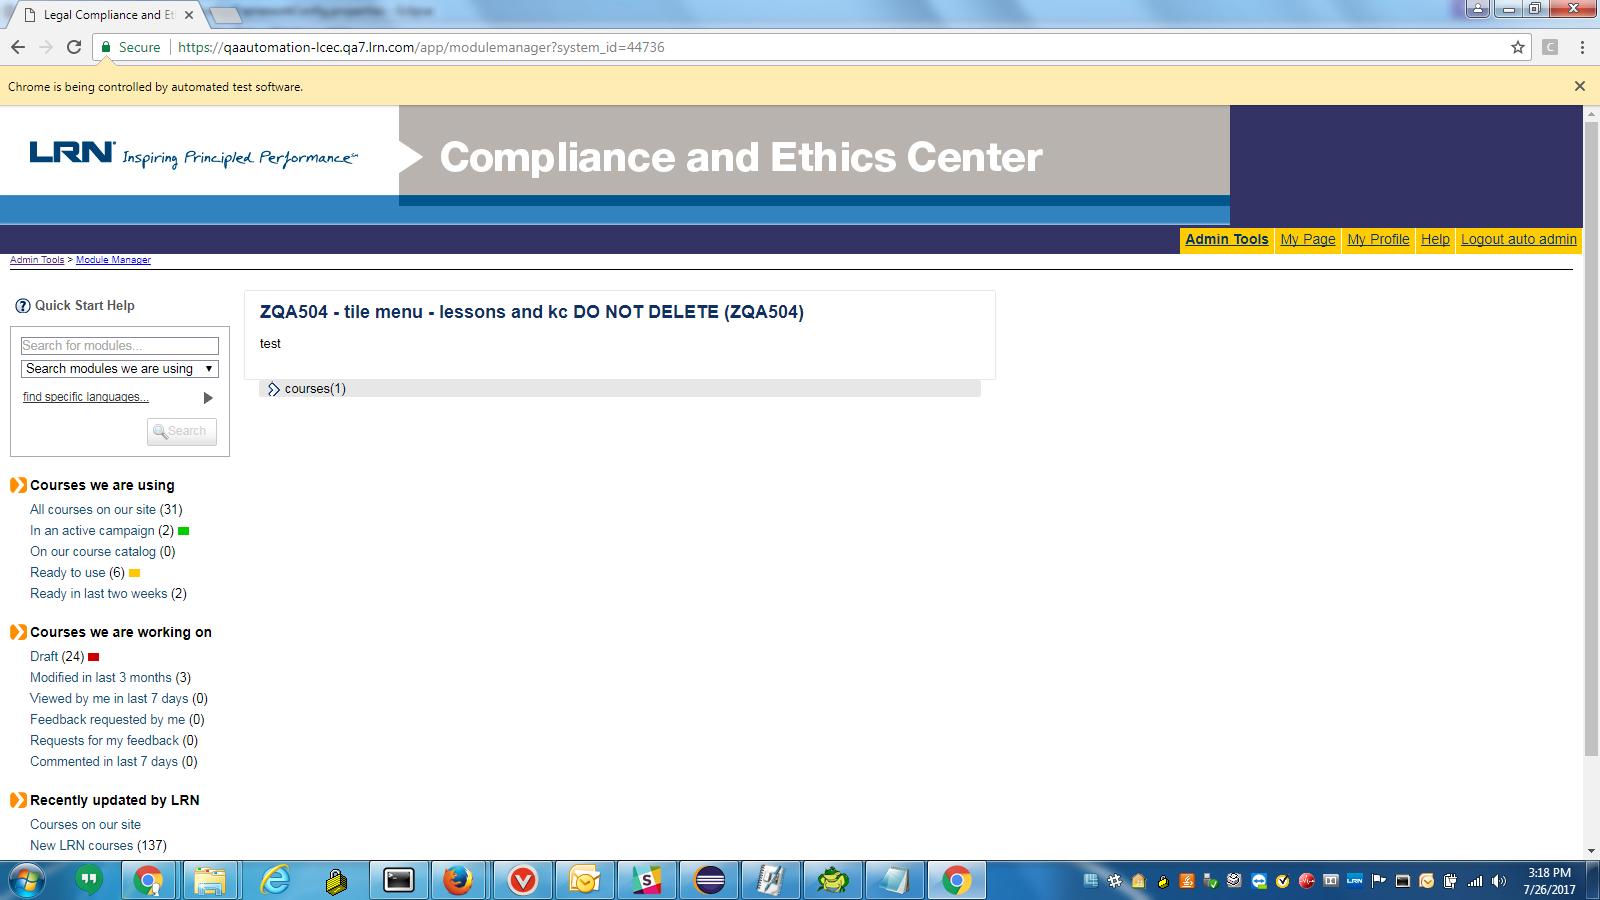 Legal Compliance and Et
Secure
https://qaautomation-lcec.qa7.lrn.com/app/modulemanager?system_id=44736
C
Chrome is being controlled by automated test software.
LRN Inspiring Principled Performance℠
Compliance and Ethics Center
Admin Tools My Page My Profile Help Logout auto admin
Admin Tools > Module Manager
Quick Start Help
Search for modules...
Search modules we are using
find specific languages...
Search
ZQA504 - tile menu - lessons and kc DO NOT DELETE (ZQA504)
test
courses(1)
Courses we are using
All courses on our site (31)
In an active campaign (2)
On our course catalog (0)
Ready to use (6)
Ready in last two weeks (2)
Courses we are working on
Draft (24)
Modified in last 3 months (3)
Viewed by me in last 7 days (0)
Feedback requested by me (0)
Requests for my feedback (0)
Commented in last 7 days (0)
Recently updated by LRN
Courses on our site
New LRN courses (137)
LRN
3:18 PM
7/26/2017